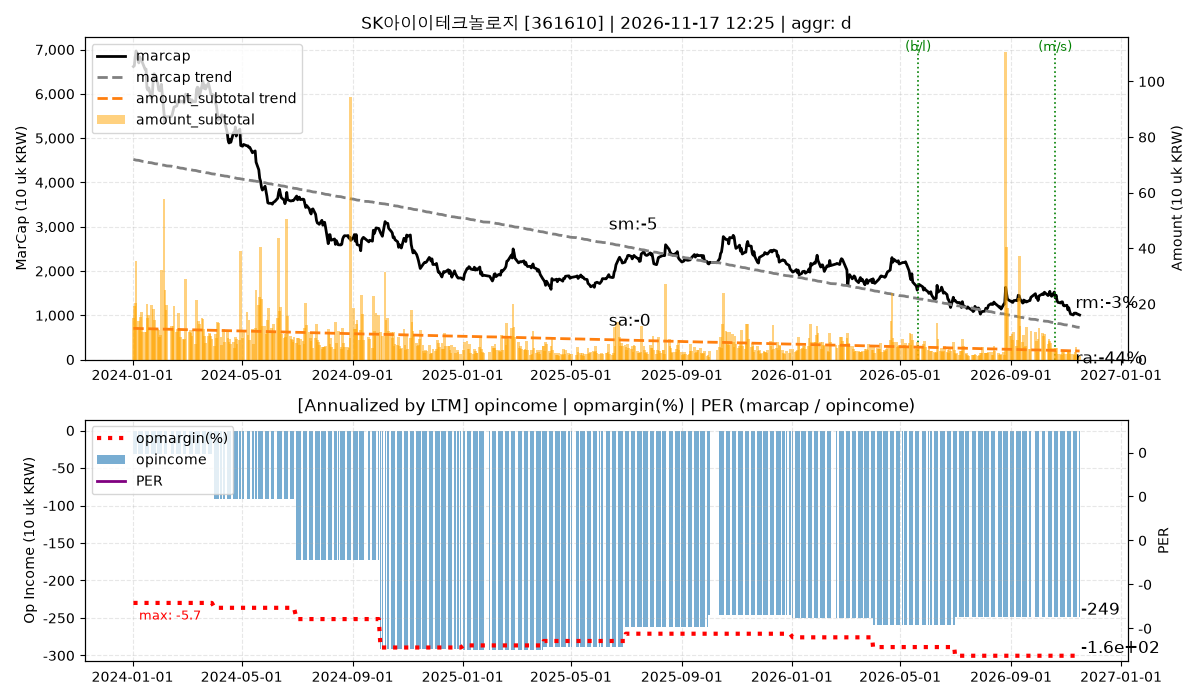 SK아이이테크놀로지 [361610] | 2026-11-17 12:25 | aggr: d
(b/l)
(m/s)
marcap
marcap trend
amount_subtotal trend
amount_subtotal
7,000
6,000
5,000
4,000
3,000
2,000
1,000
0
MarCap (10 uk KRW)
100
80
60
40
20
0
Amount (10 uk KRW)
sm:-5
sa:-0
rm:-3%
ra:-44%
2024-01-01
2024-05-01
2024-09-01
2025-01-01
2025-05-01
2025-09-01
2026-01-01
2026-05-01
2026-09-01
2027-01-01
[Annualized by LTM] opincome | opmargin(%) | PER (marcap / opincome)
opmargin(%)
opincome
PER
0
-50
-100
-150
-200
-250
-300
Op Income (10 uk KRW)
0
0
0
-0
-0
PER
max: -5.7
-249
-1.6e+02
2024-01-01
2024-05-01
2024-09-01
2025-01-01
2025-05-01
2025-09-01
2026-01-01
2026-05-01
2026-09-01
2027-01-01